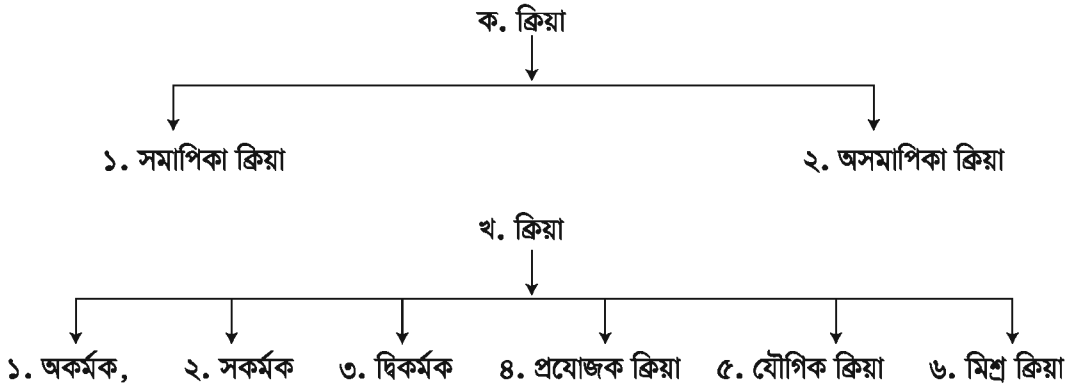 ক. ক্রিয়া
১. সমাপিকা ক্রিয়া ২. অসমাপিকা ক্রিয়া
খ. ক্রিয়া
১. অকর্মক, ২. সকর্মক ৩. দ্বিকর্মক ৪. প্রযোজক ক্রিয়া ৫. যৌগিক ক্রিয়া ৬. মিশ্র ক্রিয়া